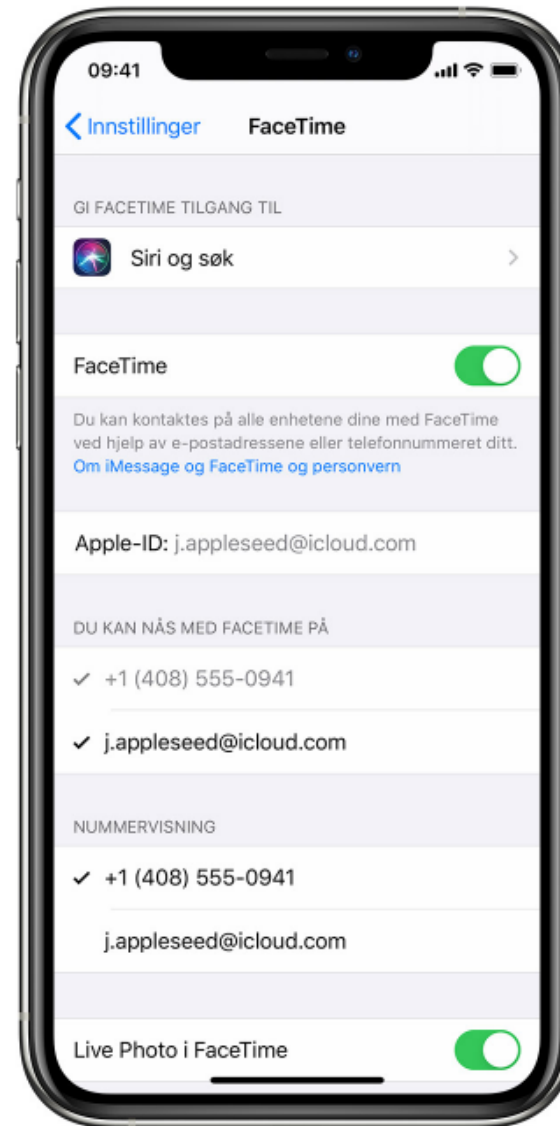 09:41
Innstillinger FaceTime
GI FACETIME TILGANG TIL
Siri og søk
FaceTime
Du kan kontaktes på alle enhetene dine med FaceTime
ved hjelp av e-postadressene eller telefonnummeret ditt.
Om iMessage og FaceTime og personvern
Apple-ID: j.appleseed@icloud.com
DU KAN NÅS MED FACETIME PÅ
+1 (408) 555-0941
j.appleseed@icloud.com
NUMMERVISNING
+1 (408) 555-0941
j.appleseed@icloud.com
Live Photo i FaceTime